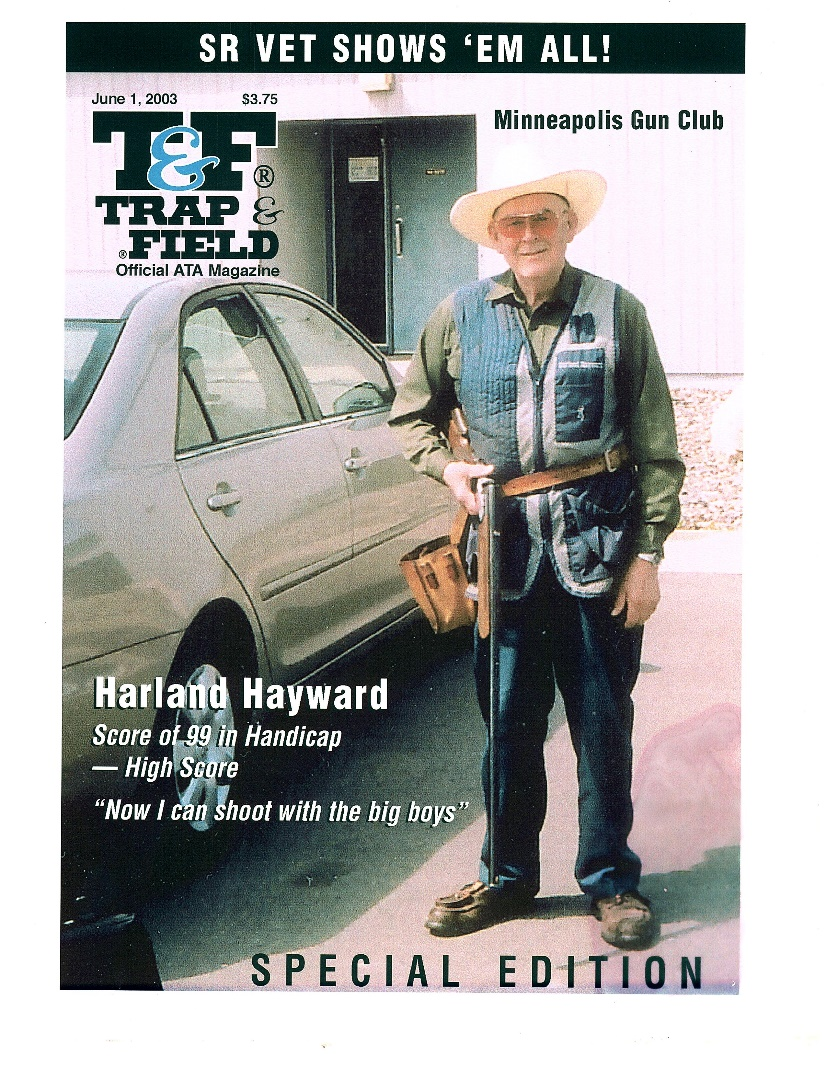 SR VET SHOWS ‘EM ALL!
June 1, 2003 $3.75
T&F®
TRAP &
®FIELD
Official ATA Magazine
Minneapolis Gun Club
Harland Hayward
Score of 99 in Handicap
— High Score
“Now I can shoot with the big boys”
SPECIAL EDITION